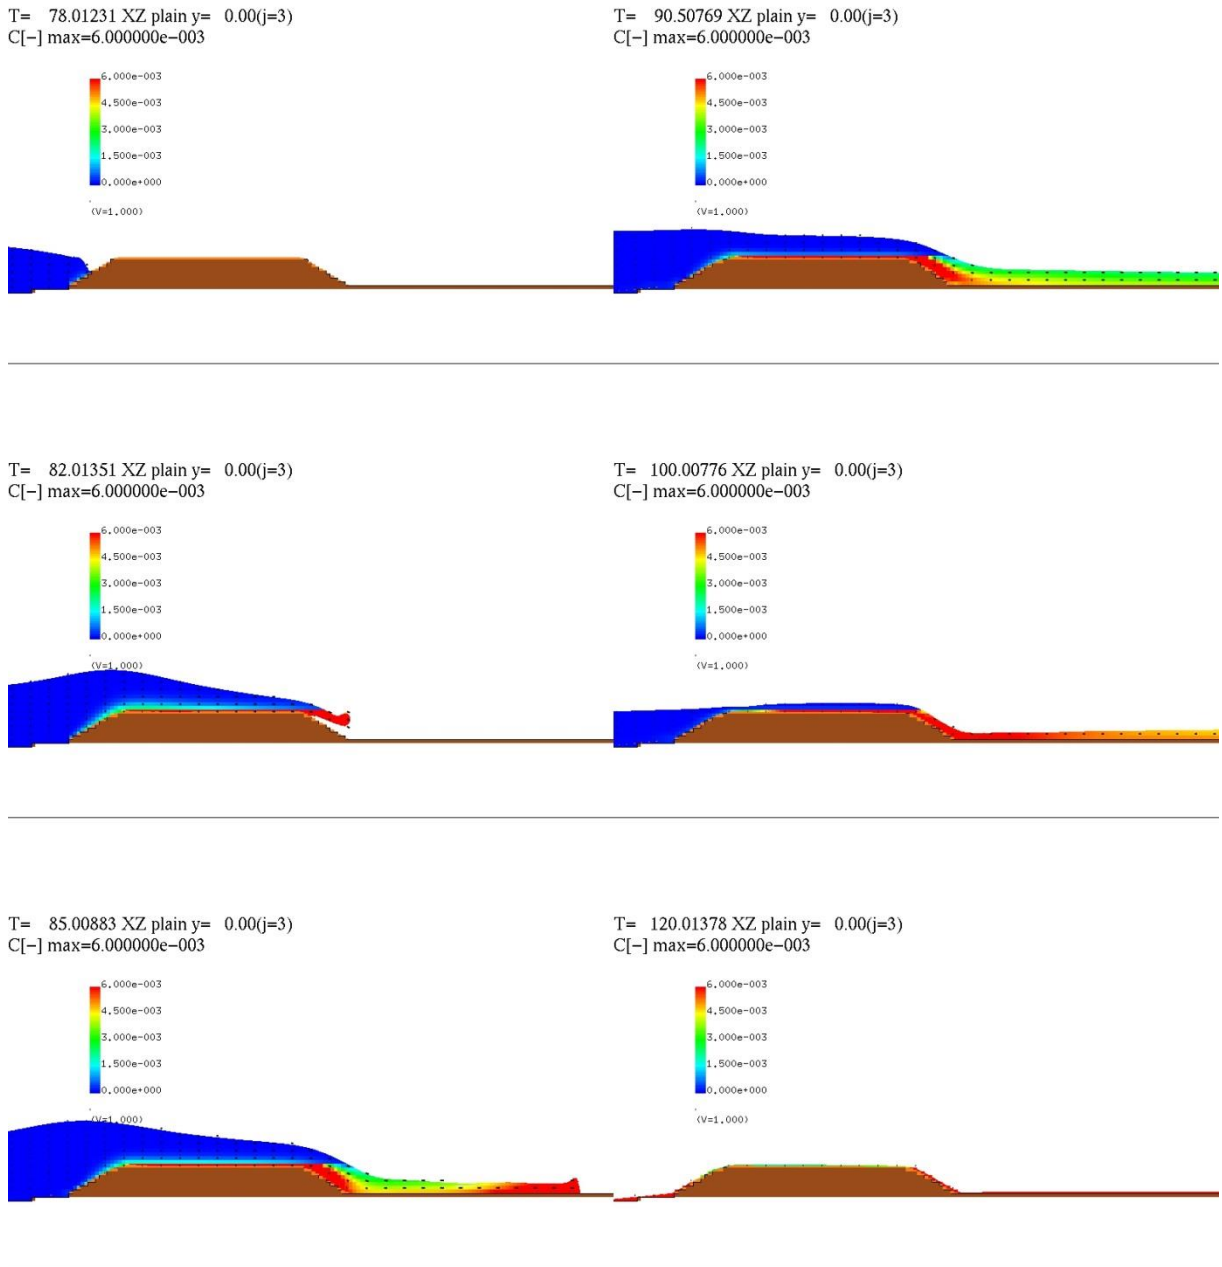 T= 78.01231 XZ plain y= 0.00(j=3)
C[−] max=6.000000e−003
6.000e-003
4.500e-003
3.000e-003
1.500e-003
0.000e+000
(V=1.000)
T= 90.50769 XZ plain y= 0.00(j=3)
C[−] max=6.000000e−003
6.000e-003
4.500e-003
3.000e-003
1.500e-003
0.000e+000
(V=1.000)
T= 82.01351 XZ plain y= 0.00(j=3)
C[−] max=6.000000e−003
6.000e-003
4.500e-003
3.000e-003
1.500e-003
0.000e+000
(V=1.000)
T= 100.00776 XZ plain y= 0.00(j=3)
C[−] max=6.000000e−003
6.000e-003
4.500e-003
3.000e-003
1.500e-003
0.000e+000
(V=1.000)
T= 85.00883 XZ plain y= 0.00(j=3)
C[−] max=6.000000e−003
6.000e-003
4.500e-003
3.000e-003
1.500e-003
0.000e+000
(V=1.000)
T= 120.01378 XZ plain y= 0.00(j=3)
C[−] max=6.000000e−003
6.000e-003
4.500e-003
3.000e-003
1.500e-003
0.000e+000
(V=1.000)